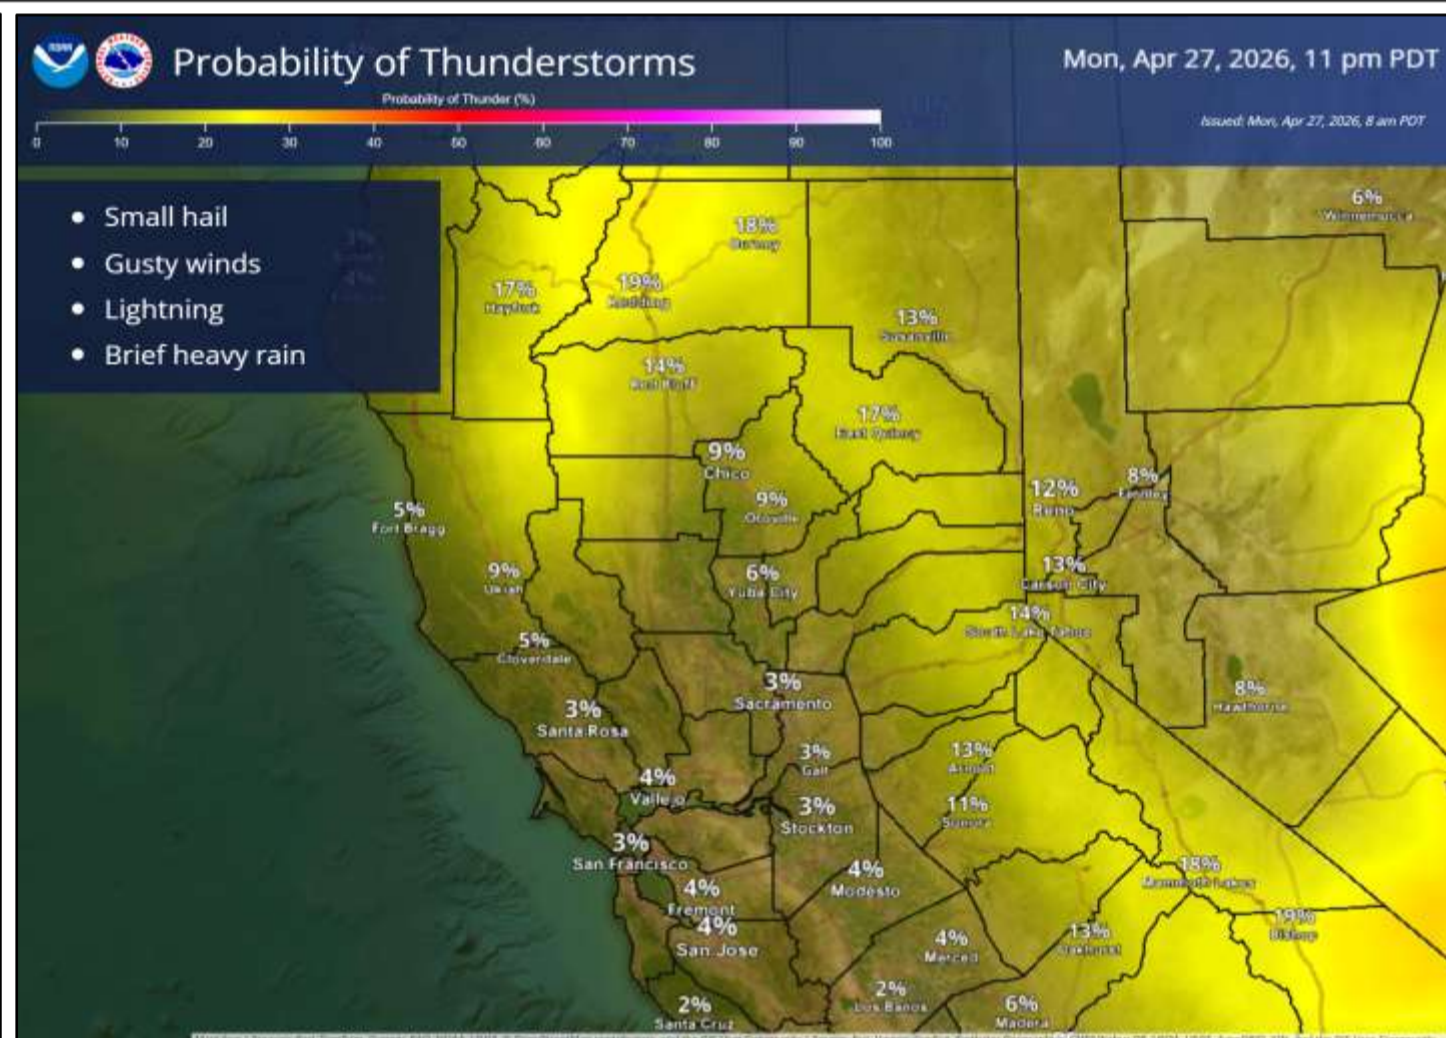 Probability of Thunderstorms
Mon, Apr 27, 2026, 11 pm PDT
Probability of Thunder (%)
Issued: Mon, Apr 27, 2026, 8 am PDT
0 10 20 30 40 50 60 70 80 90 100
• Small hail
• Gusty winds
• Lightning
• Brief heavy rain
6%
Winnemucca
18%
Burney
17%
Hayfork
19%
Redding
13%
Susanville
14%
Red Bluff
17%
East Quincy
9%
Chico
9%
Oroville
12%
Reno
8%
Fernley
5%
Fort Bragg
9%
Ukiah
6%
Yuba City
13%
Carson City
14%
South Lake Tahoe
5%
Cloverdale
3%
Sacramento
8%
Hawthorne
3%
Santa Rosa
3%
Galt
13%
Arnold
4%
Vallejo
3%
Stockton
11%
Sonora
3%
San Francisco
4%
Modesto
18%
Mammoth Lakes
4%
Fremont
4%
San Jose
19%
Bishop
4%
Merced
13%
Oakhurst
2%
Santa Cruz
2%
Los Banos
6%
Madera